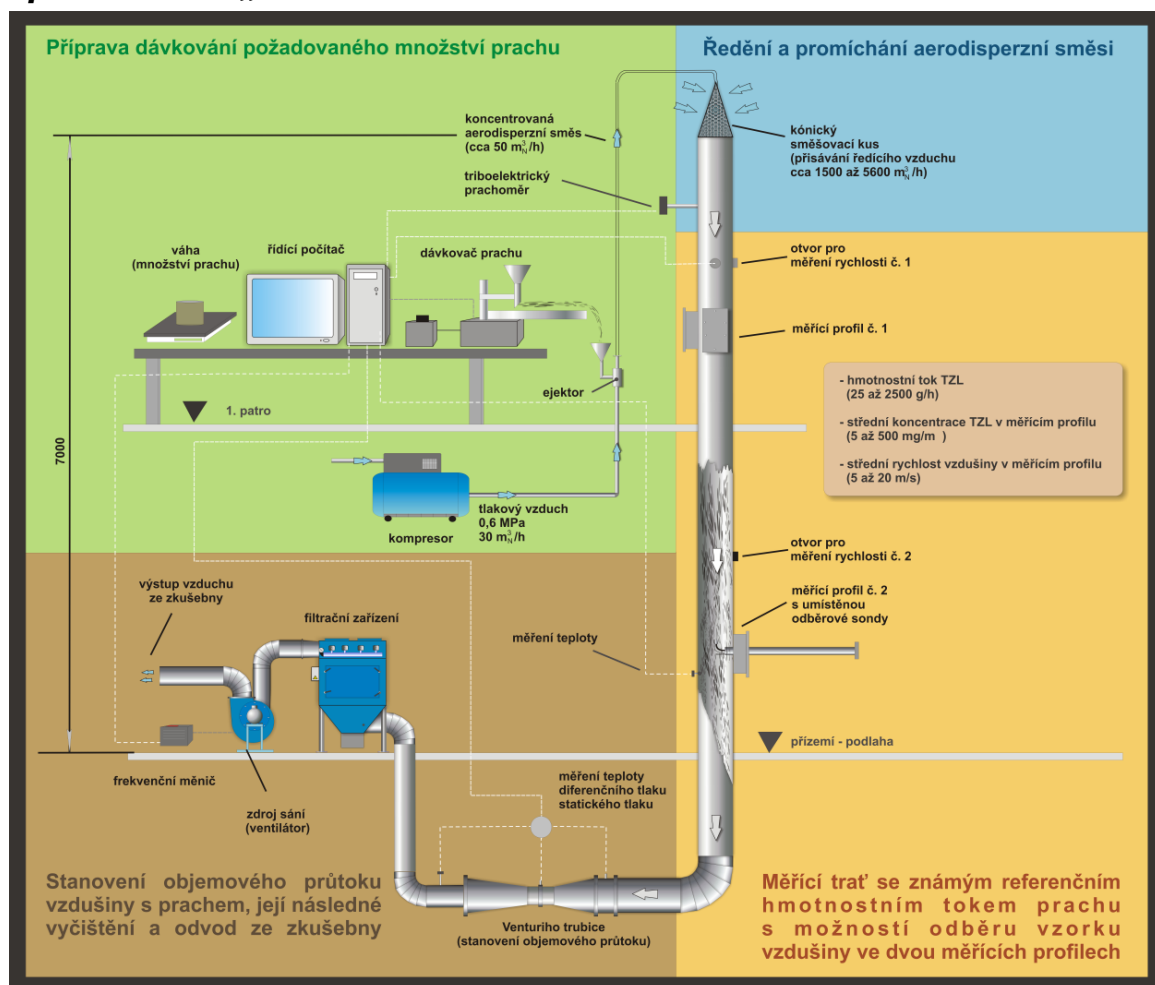 Příprava dávkování požadovaného množství prachu
Ředění a promíchání aerodisperzní směsi
koncentrovaná
aerodisperzní směs
(cca 50 m³N/h)
kónický
směšovací kus
(přisávání ředícího vzduchu
cca 1500 až 5600 m³N/h)
triboelektrický
prachoměr
váha
(množství prachu)
řídící počítač
dávkovač prachu
otvor pro
měření rychlosti č. 1
měřící profil č. 1
ejektor
1. patro
7000
- hmotnostní tok TZL
(25 až 2500 g/h)
- střední koncentrace TZL v měřícím profilu
(5 až 500 mg/m )
- střední rychlost vzdušiny v měřícím profilu
(5 až 20 m/s)
kompresor
tlakový vzduch
0,6 MPa
30 m³N/h
otvor pro
měření rychlosti č. 2
měřící profil č. 2
s umístěnou
odběrové sondy
výstup vzduchu
ze zkušebny
filtrační zařízení
měření teploty
přízemí - podlaha
frekvenční měnič
zdroj sání
(ventilátor)
měření teploty
diferenčního tlaku
statického tlaku
Venturiho trubice
(stanovení objemového průtoku)
Stanovení objemového průtoku
vzdušiny s prachem, její následné
vyčištění a odvod ze zkušebny
Měřící trať se známým referenčním
hmotnostním tokem prachu
s možností odběru vzorku
vzdušiny ve dvou měřících profilech